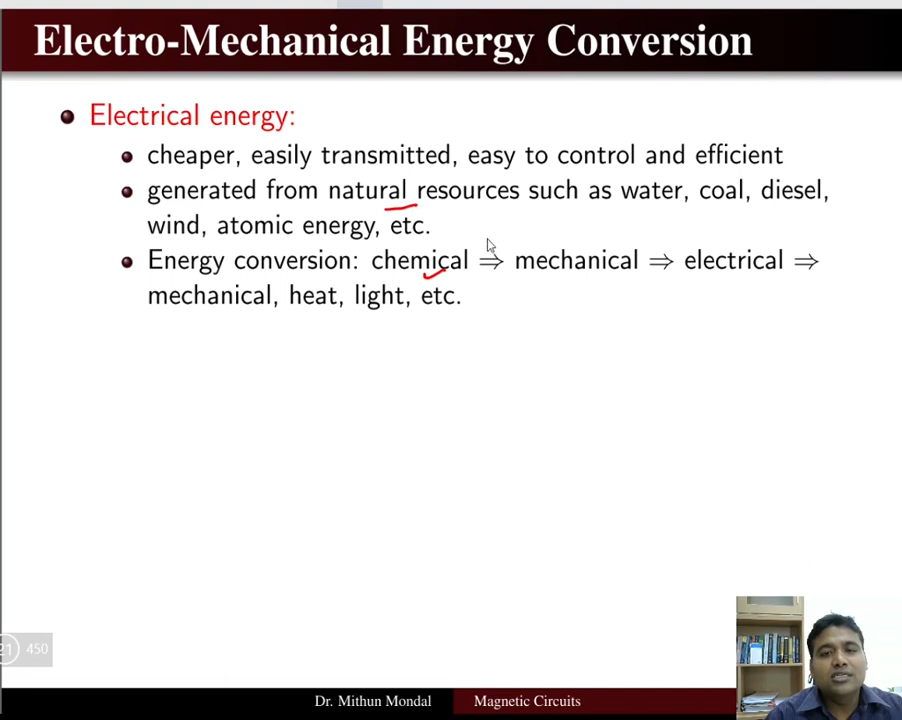 Electro-Mechanical Energy Conversion
Electrical energy:
cheaper, easily transmitted, easy to control and efficient
generated from natural resources such as water, coal, diesel,
wind, atomic energy, etc.
Energy conversion: chemical ⇒ mechanical ⇒ electrical ⇒
mechanical, heat, light, etc.
21 450
Dr. Mithun Mondal Magnetic Circuits